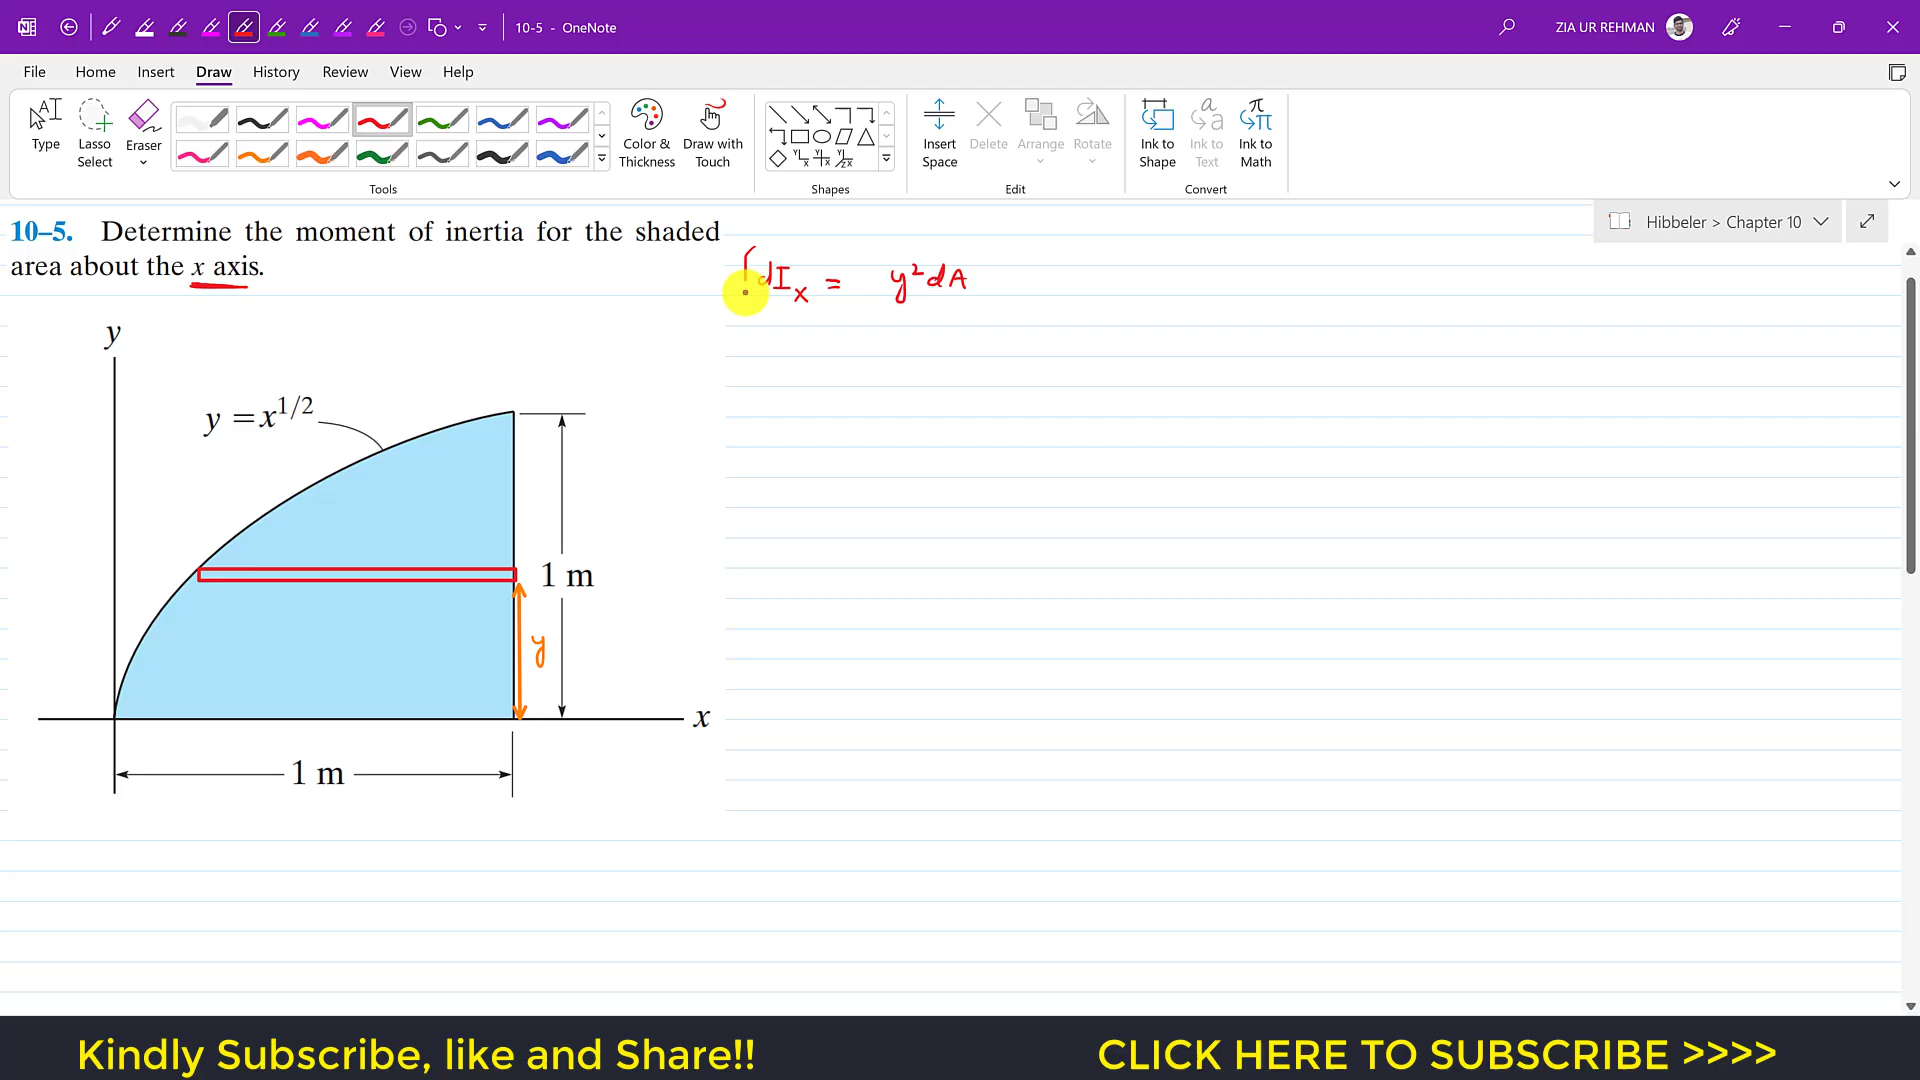 10-5 - OneNote
ZIA UR REHMAN
File Home Insert Draw History Review View Help
Type
Lasso Select
Eraser
Color & Thickness
Draw with Touch
Insert Space
Delete
Arrange
Rotate
Ink to Shape
Ink to Text
Ink to Math
Tools
Shapes
Edit
Convert
Hibbeler > Chapter 10
10–5. Determine the moment of inertia for the shaded
area about the x axis.
∫dIx = y²dA
y
y = x^1/2
1 m
y
x
1 m
Kindly Subscribe, like and Share!!
CLICK HERE TO SUBSCRIBE >>>>